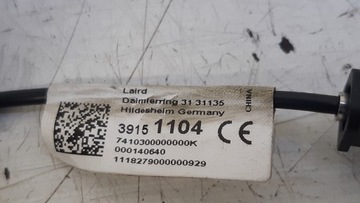 Laird
Daimlerring 31 31135
Hildesheim Germany
3915 1104 CE
741030000000K
000140640
1118279000000929
CHINA